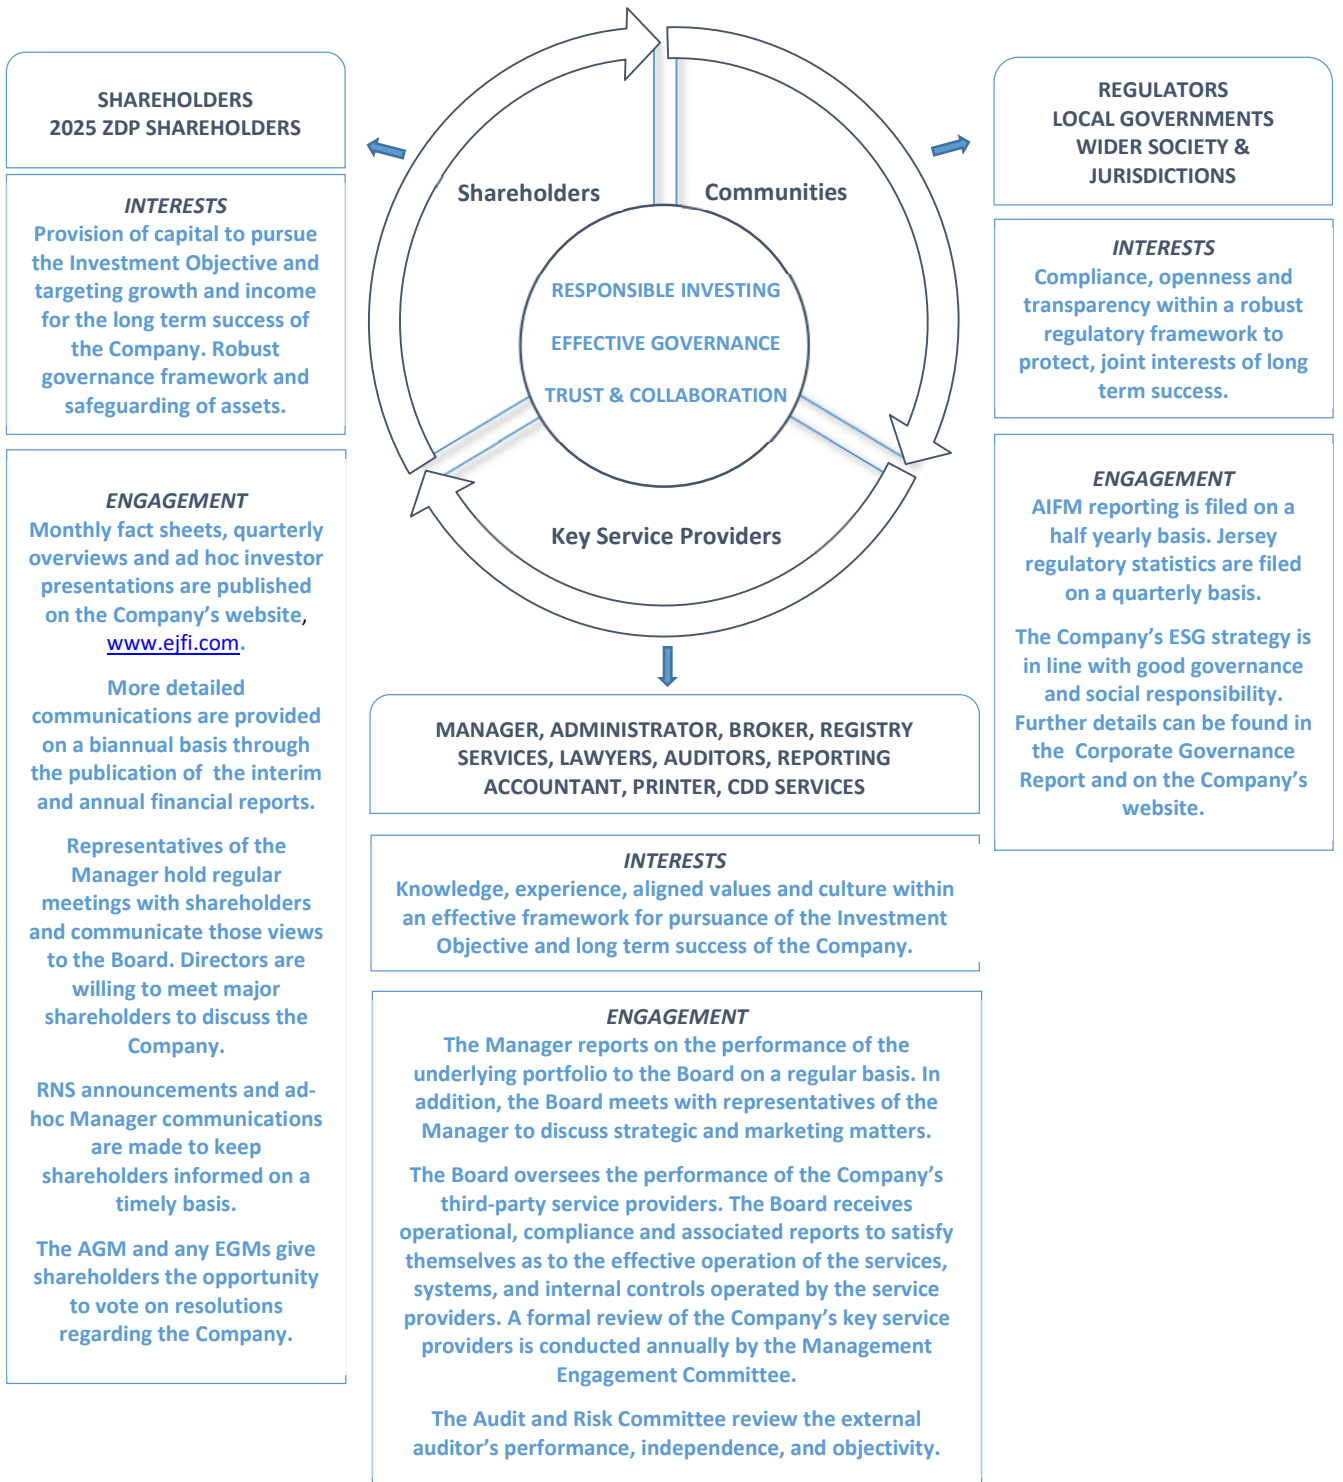 SHAREHOLDERS
2025 ZDP SHAREHOLDERS
INTERESTS
Provision of capital to pursue
the Investment Objective and
targeting growth and income
for the long term success of
the Company. Robust
governance framework and
safeguarding of assets.
ENGAGEMENT
Monthly fact sheets, quarterly
overviews and ad hoc investor
presentations are published
on the Company’s website,
www.ejfi.com.
More detailed
communications are provided
on a biannual basis through
the publication of the interim
and annual financial reports.
Representatives of the
Manager hold regular
meetings with shareholders
and communicate those views
to the Board. Directors are
willing to meet major
shareholders to discuss the
Company.
RNS announcements and ad-
hoc Manager communications
are made to keep
shareholders informed on a
timely basis.
The AGM and any EGMs give
shareholders the opportunity
to vote on resolutions
regarding the Company.
Shareholders
Communities
RESPONSIBLE INVESTING
EFFECTIVE GOVERNANCE
TRUST & COLLABORATION
Key Service Providers
MANAGER, ADMINISTRATOR, BROKER, REGISTRY
SERVICES, LAWYERS, AUDITORS, REPORTING
ACCOUNTANT, PRINTER, CDD SERVICES
INTERESTS
Knowledge, experience, aligned values and culture within
an effective framework for pursuance of the Investment
Objective and long term success of the Company.
ENGAGEMENT
The Manager reports on the performance of the
underlying portfolio to the Board on a regular basis. In
addition, the Board meets with representatives of the
Manager to discuss strategic and marketing matters.
The Board oversees the performance of the Company’s
third-party service providers. The Board receives
operational, compliance and associated reports to satisfy
themselves as to the effective operation of the services,
systems, and internal controls operated by the service
providers. A formal review of the Company’s key service
providers is conducted annually by the Management
Engagement Committee.
The Audit and Risk Committee review the external
auditor’s performance, independence, and objectivity.
REGULATORS
LOCAL GOVERNMENTS
WIDER SOCIETY &
JURISDICTIONS
INTERESTS
Compliance, openness and
transparency within a robust
regulatory framework to
protect, joint interests of long
term success.
ENGAGEMENT
AIFM reporting is filed on a
half yearly basis. Jersey
regulatory statistics are filed
on a quarterly basis.
The Company’s ESG strategy is
in line with good governance
and social responsibility.
Further details can be found in
the Corporate Governance
Report and on the Company’s
website.